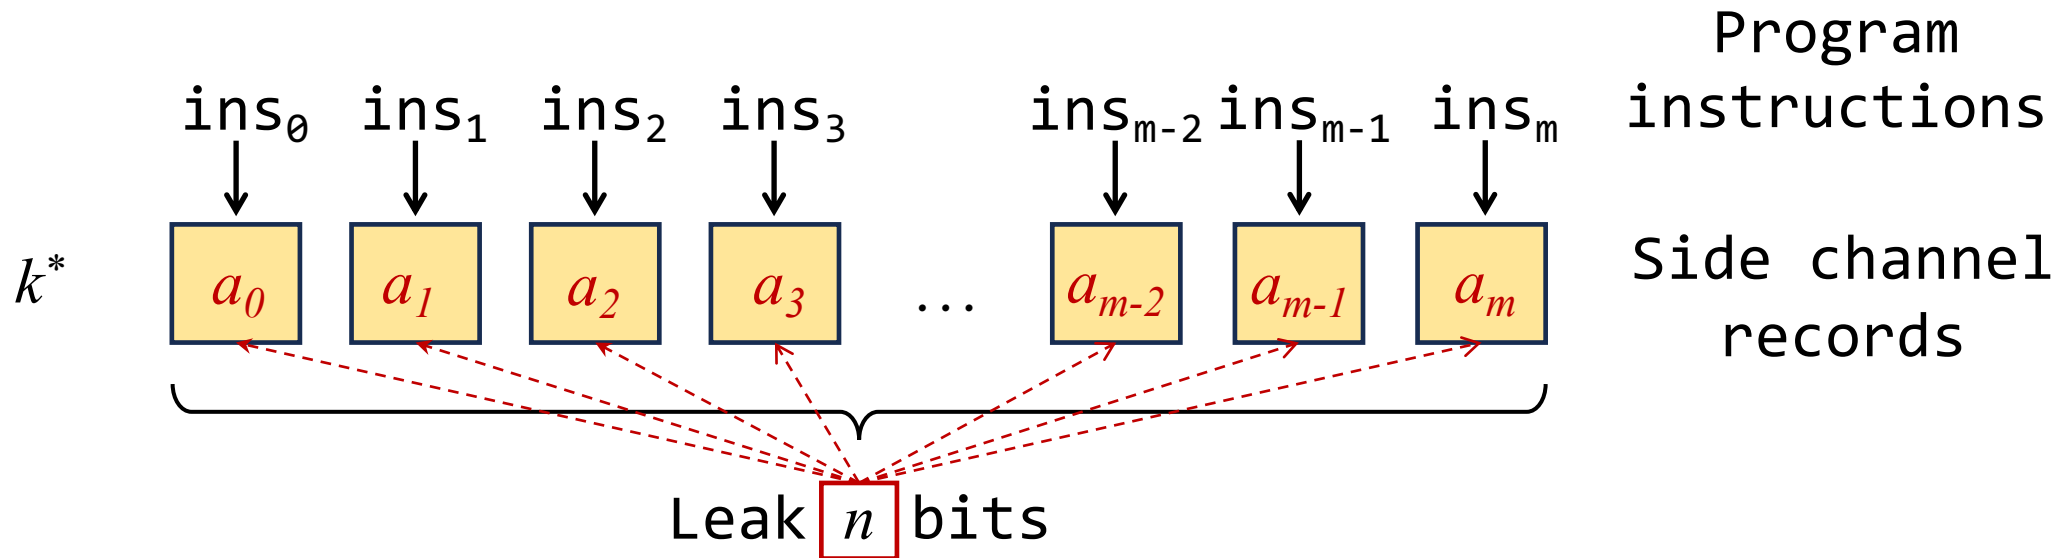 Program
instructions
ins₀ ins₁ ins₂ ins₃ insₘ₋₂ insₘ₋₁ insₘ
k* a₀ a₁ a₂ a₃ ... aₘ₋₂ aₘ₋₁ aₘ
Side channel
records
Leak n bits